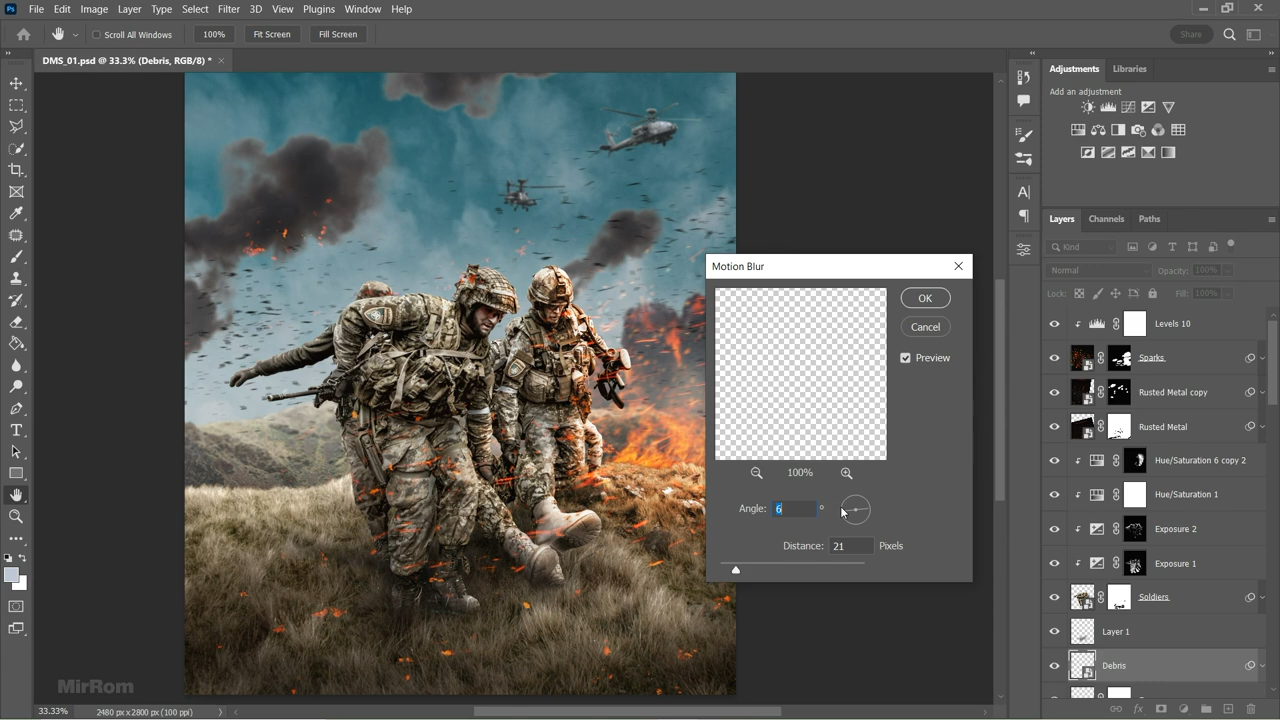 Ps File Edit Image Layer Type Select Filter 3D View Plugins Window Help
Scroll All Windows 100% Fit Screen Fill Screen Share
DMS_01.psd @ 33.3% (Debris, RGB/8) * ×
Adjustments Libraries
Add an adjustment
Layers Channels Paths
Kind
Normal Opacity: 100%
Lock: Fill: 100%
Levels 10
Sparks
Rusted Metal copy
Rusted Metal
Hue/Saturation 6 copy 2
Hue/Saturation 1
Exposure 2
Exposure 1
Soldiers
Layer 1
Debris
Motion Blur
OK
Cancel
Preview
100%
Angle: 6 °
Distance: 21 Pixels
MirRom
33.33% 2480 px x 2800 px (100 ppi)